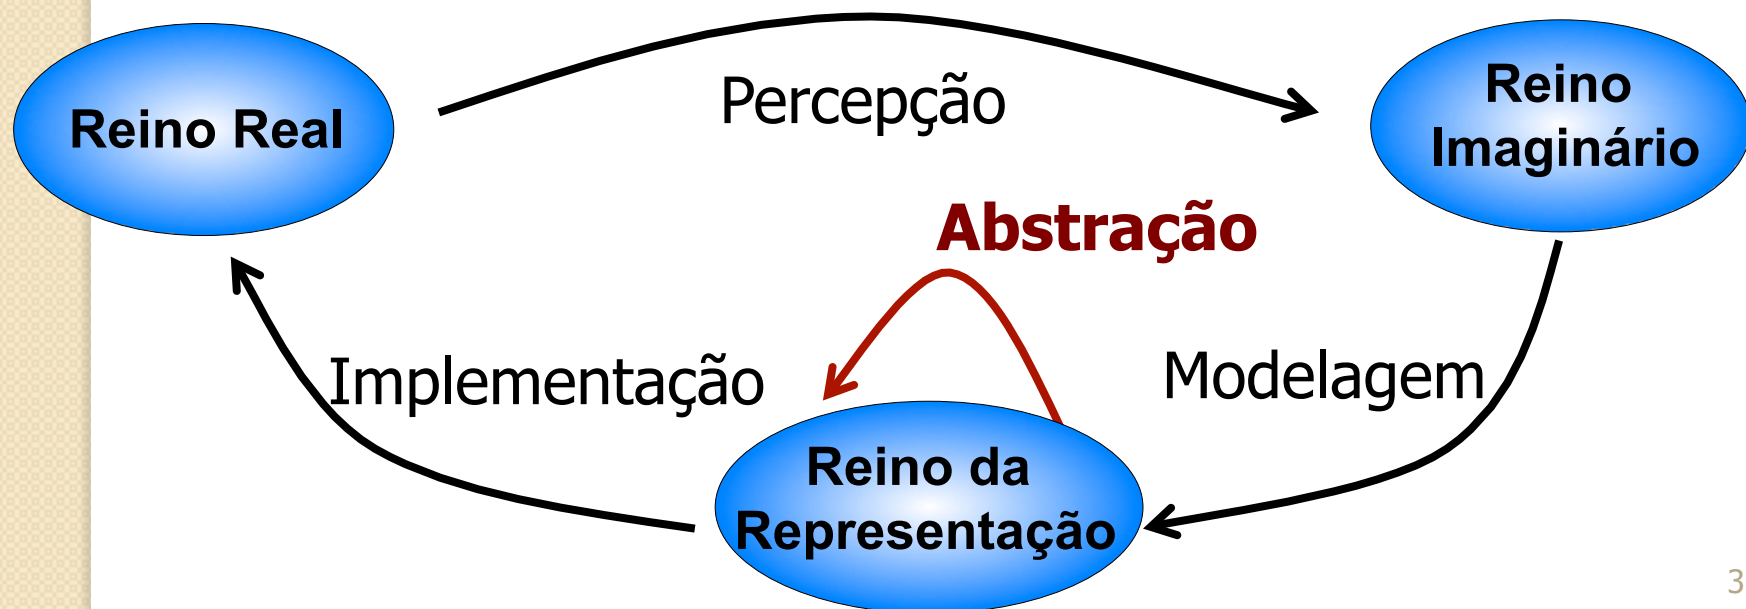 Reino Real
Percepção
Reino
Imaginário
Abstração
Implementação
Modelagem
Reino da
Representação
3